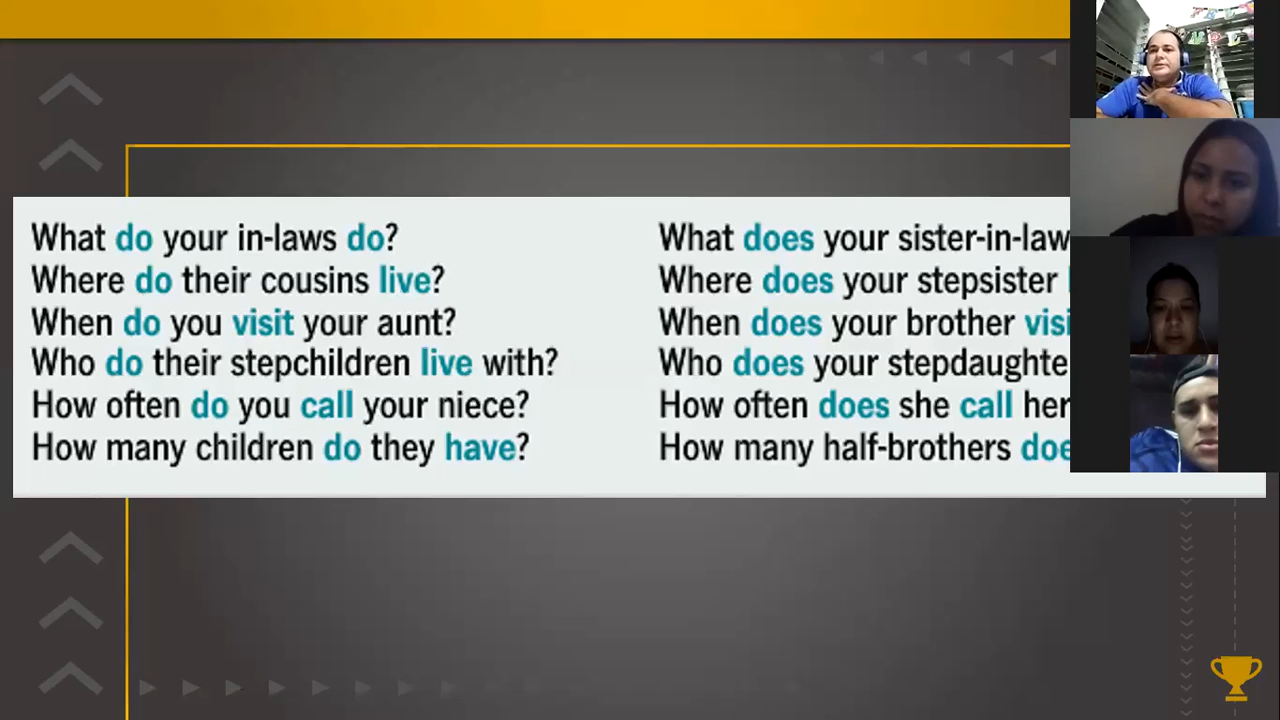 What do your in-laws do?
Where do their cousins live?
When do you visit your aunt?
Who do their stepchildren live with?
How often do you call your niece?
How many children do they have?
What does your sister-in-law
Where does your stepsister
When does your brother
Who does your
How often does she call her
How many half-brothers